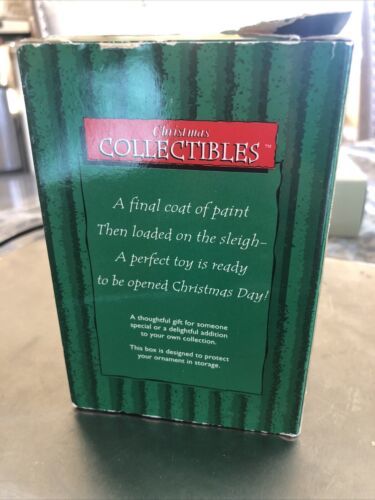 Christmas
COLLECTIBLES™
A final coat of paint
Then loaded on the sleigh-
A perfect toy is ready
to be opened Christmas Day!
A thoughtful gift for someone
special or a delightful addition
to your own collection.
This box is designed to protect
your ornament in storage.